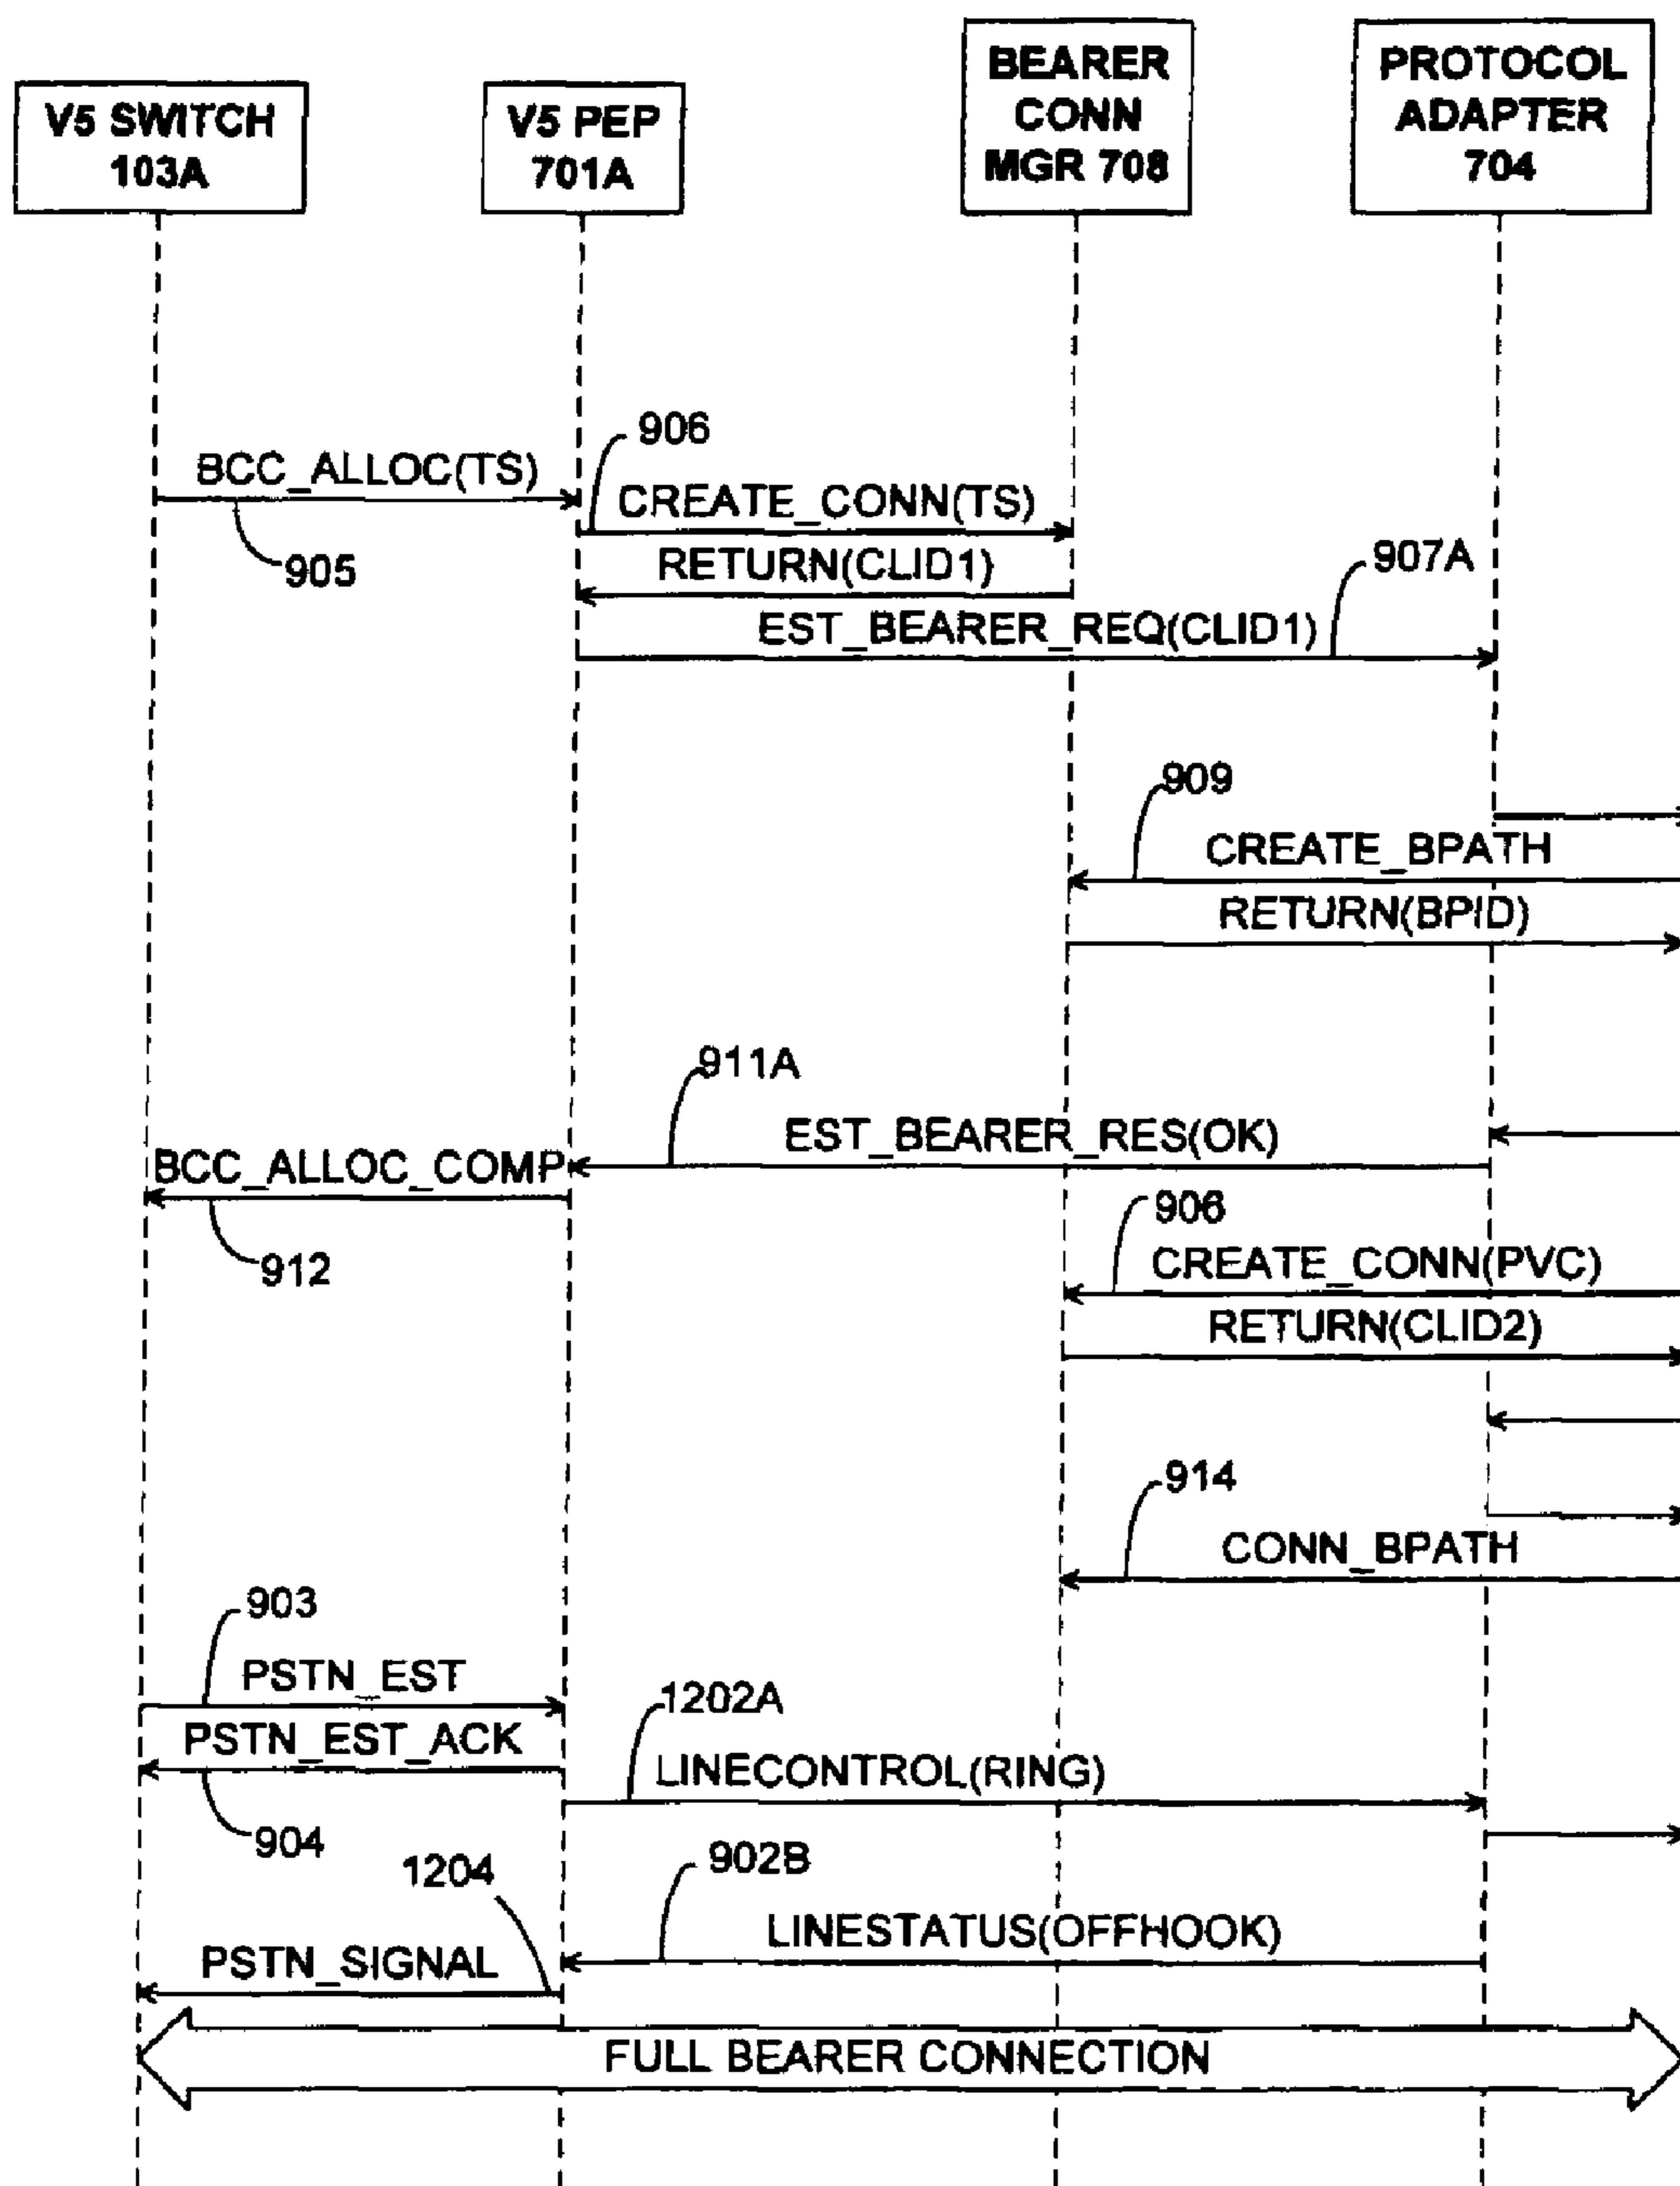 V5 SWITCH
103A
V5 PEP
701A
BEARER
CONN
MGR 708
PROTOCOL
ADAPTER
704
906
BCC_ALLOC(TS)
CREATE_CONN(TS)
905
RETURN(CLID1)
907A
EST_BEARER_REQ(CLID1)
909
CREATE_BPATH
RETURN(BPID)
911A
EST_BEARER_RES(OK)
BCC_ALLOC_COMP
906
912
CREATE_CONN(PVC)
RETURN(CLID2)
914
CONN_BPATH
903
PSTN_EST
1202A
PSTN_EST_ACK
LINECONTROL(RING)
904
902B
1204
LINESTATUS(OFFHOOK)
PSTN_SIGNAL
FULL BEARER CONNECTION